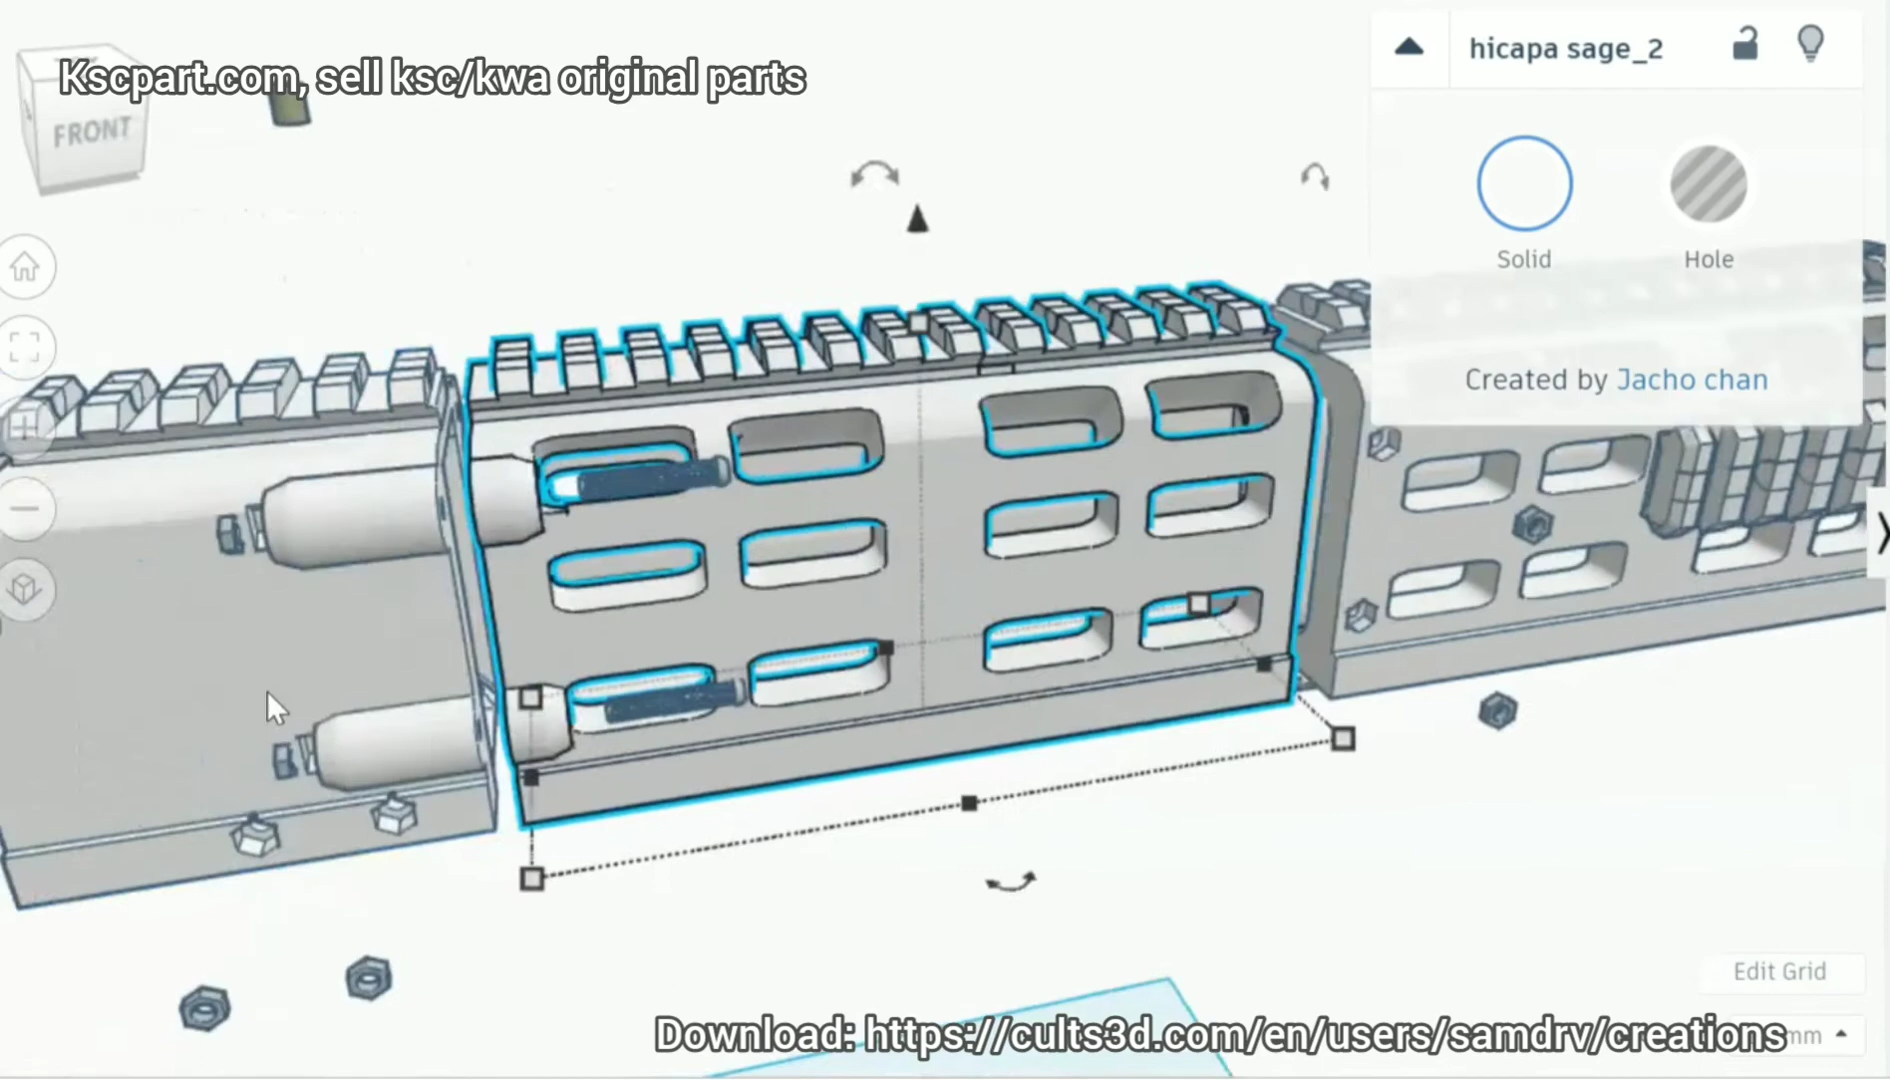 Kscpart.com, sell ksc/kwa original parts
FRONT
hicapa sage_2
Solid
Hole
Created by Jacho chan
Edit Grid
Download: https://cults3d.com/en/users/samdrv/creations
mm